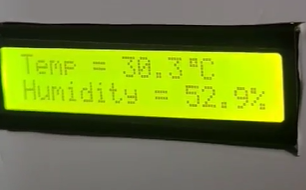 Temp = 30.3°C
Humidity = 52.9%